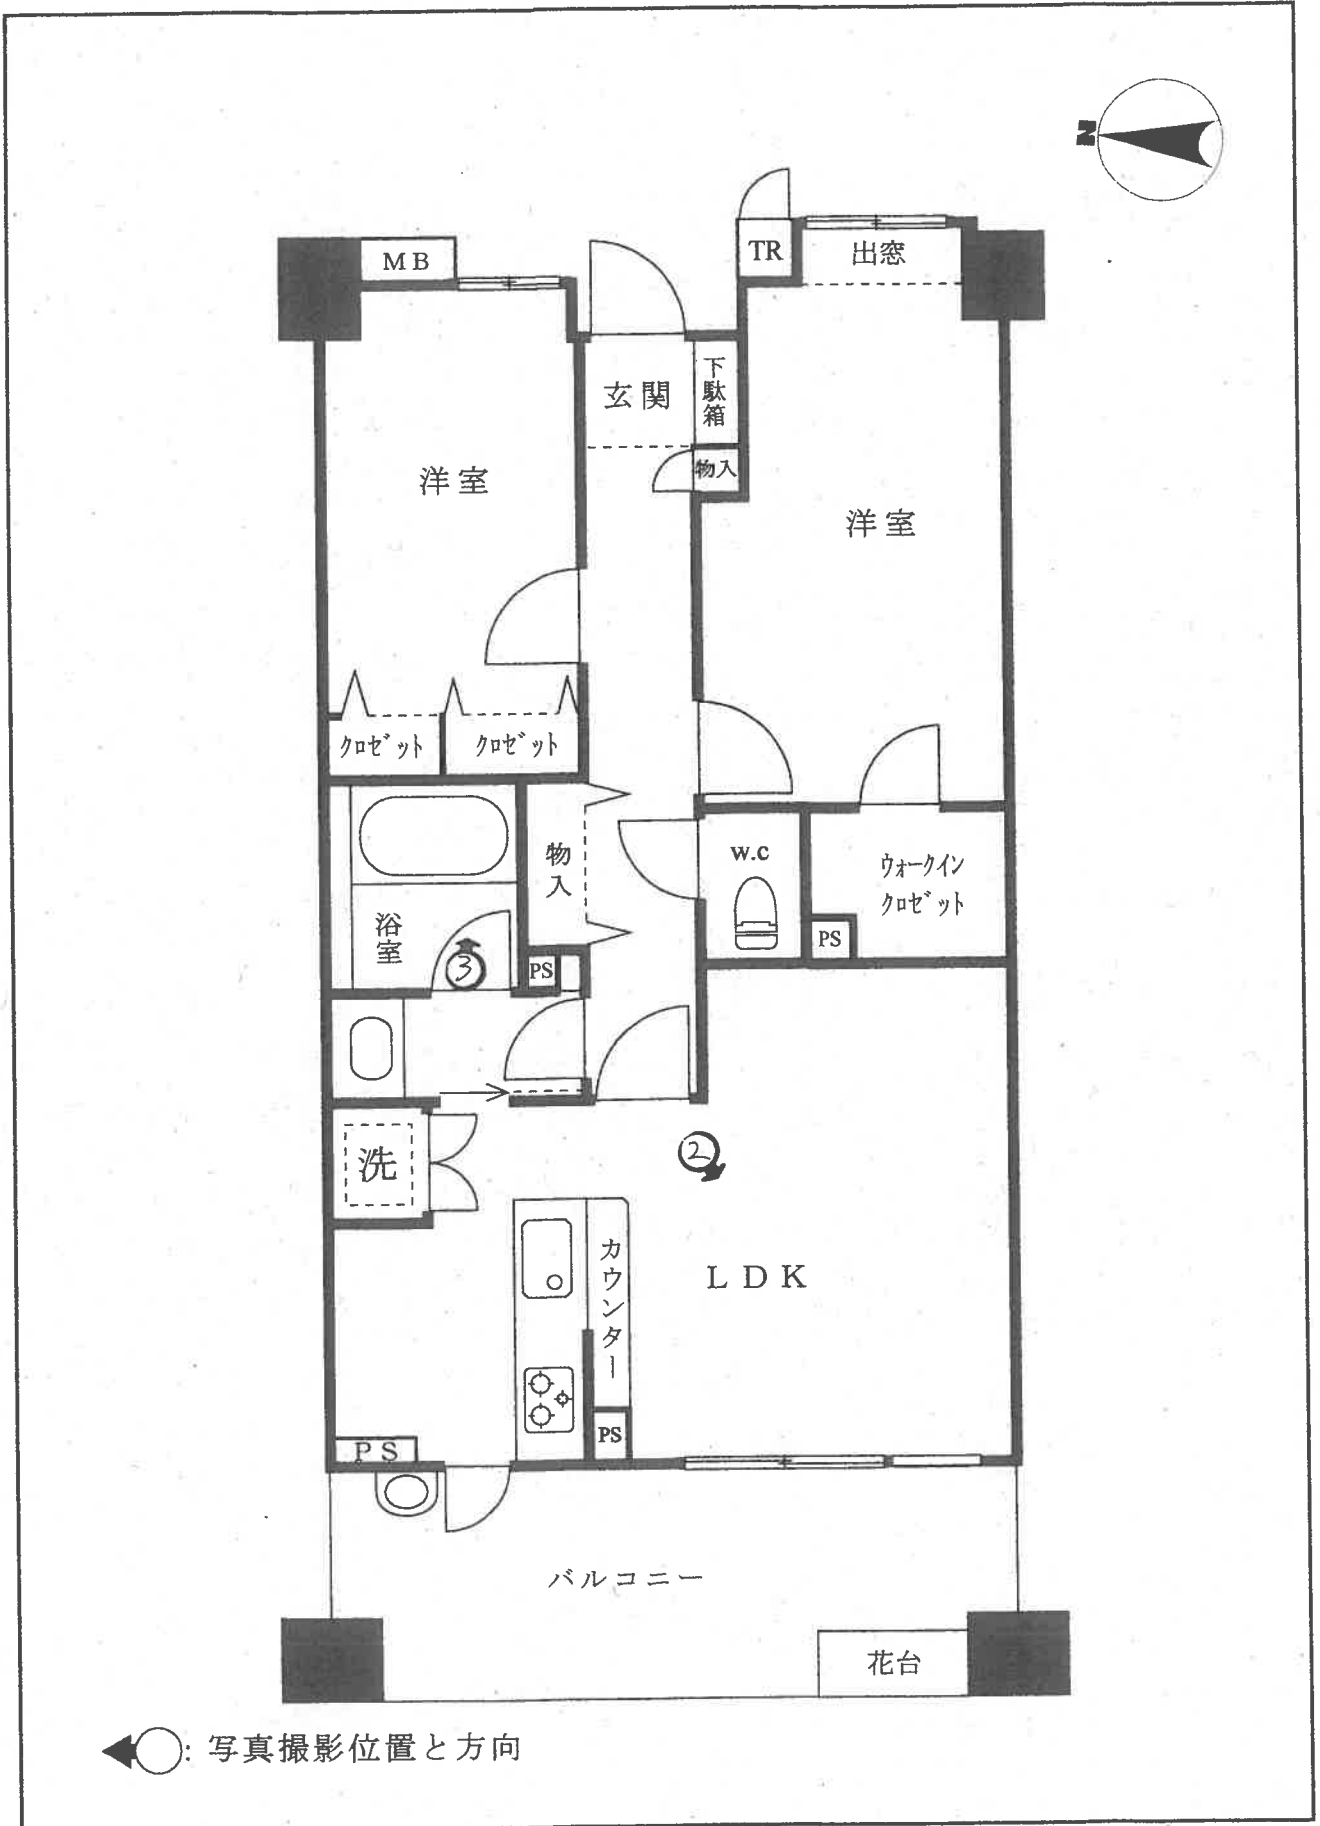 N
MB
TR
出窓
玄関
下駄箱
物入
洋室
洋室
クロゼット
クロゼット
物入
W.C
ウォークイン
クロゼット
浴室
③
PS
PS
洗
②
カウンター
LDK
PS
PS
バルコニー
花台
: 写真撮影位置と方向